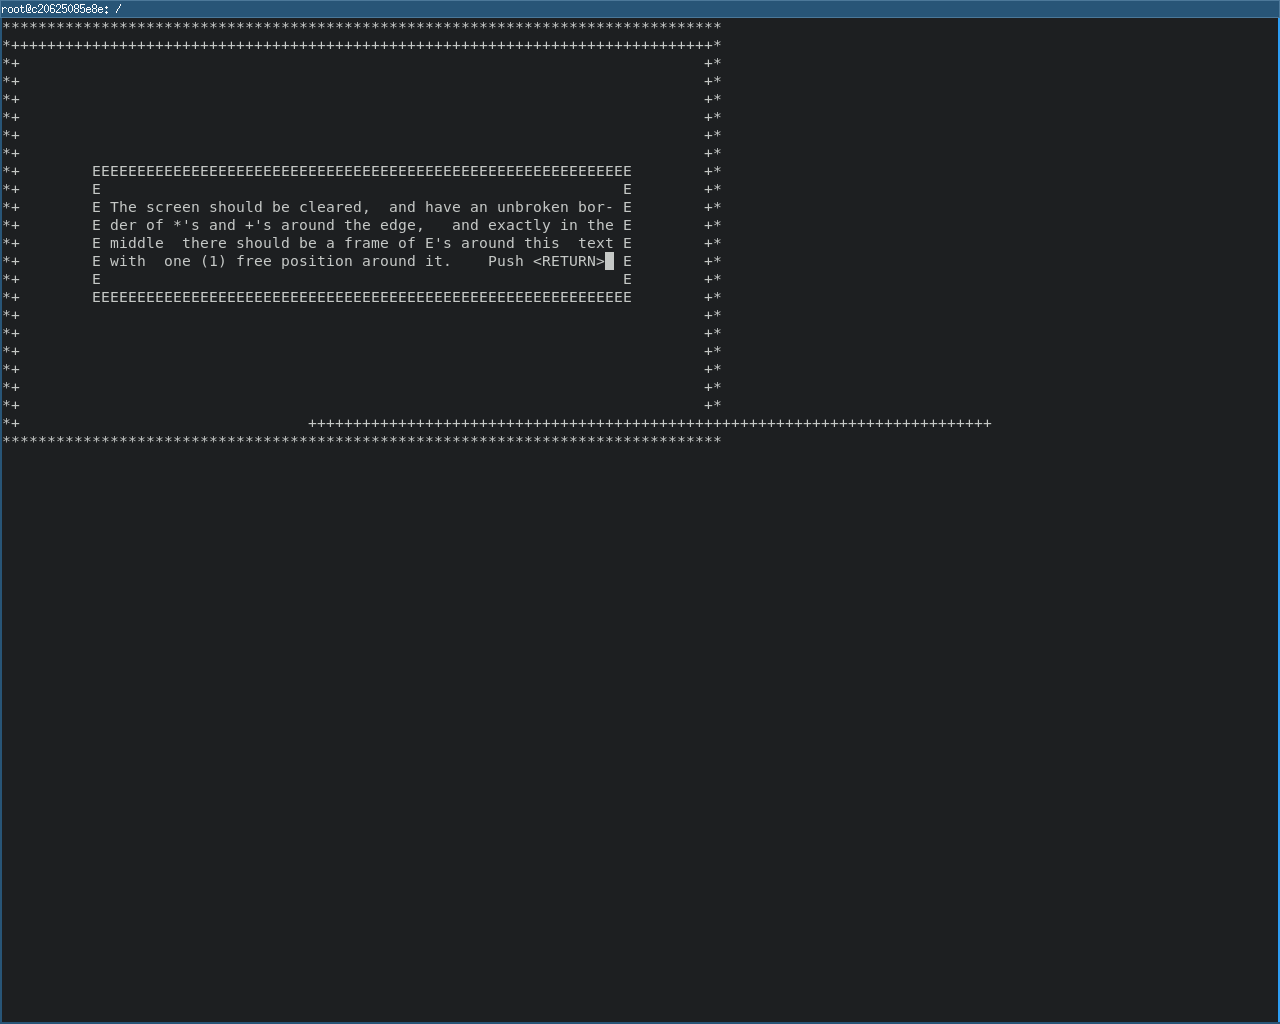 root@c20625085e8e: /
********************************************************************************
*++++++++++++++++++++++++++++++++++++++++++++++++++++++++++++++++++++++++++++++*
*+                                                                            +*
*+                                                                            +*
*+                                                                            +*
*+                                                                            +*
*+                                                                            +*
*+                                                                            +*
*+        EEEEEEEEEEEEEEEEEEEEEEEEEEEEEEEEEEEEEEEEEEEEEEEEEEEEEEEEEEEE        +*
*+        E                                                          E        +*
*+        E The screen should be cleared,  and have an unbroken bor- E        +*
*+        E der of *'s and +'s around the edge,   and exactly in the E        +*
*+        E middle  there should be a frame of E's around this  text E        +*
*+        E with  one (1) free position around it.    Push <RETURN>  E        +*
*+        E                                                          E        +*
*+        EEEEEEEEEEEEEEEEEEEEEEEEEEEEEEEEEEEEEEEEEEEEEEEEEEEEEEEEEEEE        +*
*+                                                                            +*
*+                                                                            +*
*+                                                                            +*
*+                                                                            +*
*+                                                                            +*
*+                                                                            +*
*+                                ++++++++++++++++++++++++++++++++++++++++++++++++++++++++++++++++++++++++++++
********************************************************************************